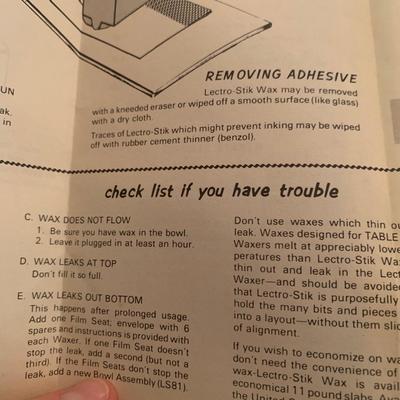 UN
ak.
in
REMOVING ADHESIVE
Lectro-Stik Wax may be removed
with a kneeded eraser or wiped off a smooth surface (like glass)
with a dry cloth.
Traces of Lectro-Stik which might prevent inking may be wiped
off with rubber cement thinner (benzol).
check list if you have trouble
C. WAX DOES NOT FLOW
1. Be sure you have wax in the bowl.
2. Leave it plugged in at least an hour.
D. WAX LEAKS AT TOP
Don't fill it so full.
E. WAX LEAKS OUT BOTTOM
This happens after prolonged usage.
Add one Film Seat; envelope with 6
spares and instructions is provided with
each Waxer. If one Film Seat doesn't
stop the leak, add a second (but not a
third). If the Film Seats don't stop the
leak, add a new Bowl Assembly (LS81).
Don't use waxes which thin ou
leak. Waxes designed for TABLE
Waxers melt at appreciably lowe
peratures than Lectro-Stik Wa
thin out and leak in the Lect
Waxer—and should be avoided
that Lectro-Stik is purposefully
hold the many bits and pieces
into a layout—without them slid
of alignment.
If you wish to economize on wa
don't need the convenience of
wax-Lectro-Stik Wax is avail
economical 11 pound slabs. Ava
the United S